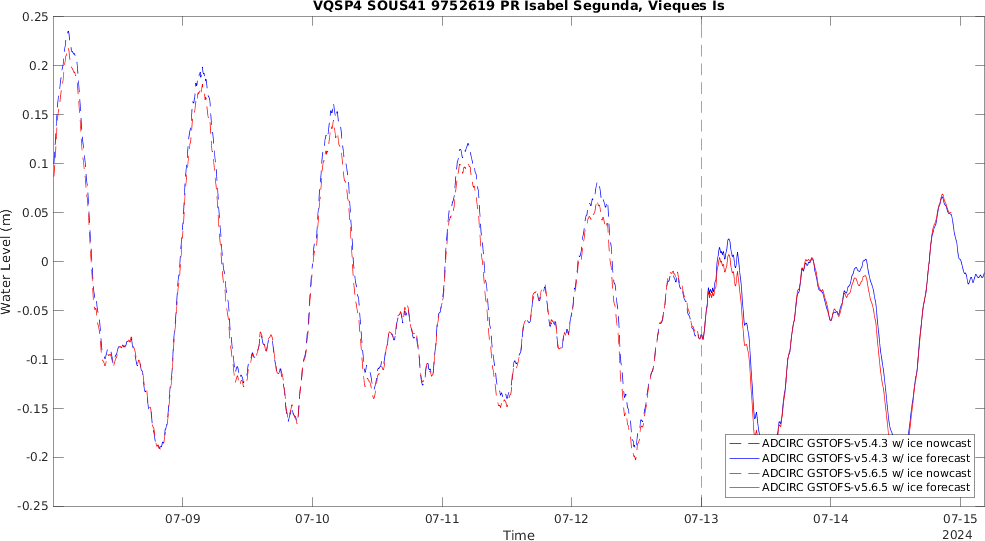 VQSP4 SOUS41 9752619 PR Isabel Segunda, Vieques Is
0.25
0.2
0.15
0.1
0.05
0
-0.05
-0.1
-0.15
-0.2
-0.25
Water Level (m)
ADCIRC GSTOFS-v5.4.3 w/ ice nowcast
ADCIRC GSTOFS-v5.4.3 w/ ice forecast
ADCIRC GSTOFS-v5.6.5 w/ ice nowcast
ADCIRC GSTOFS-v5.6.5 w/ ice forecast
07-09 07-10 07-11 07-12 07-13 07-14 07-15
Time
2024